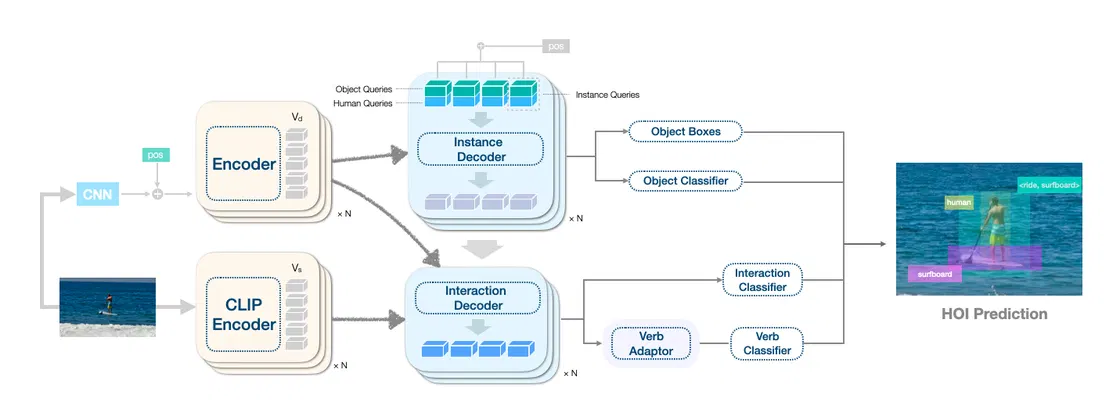 pos
Object Queries
Human Queries
Instance Queries
V_d
Encoder
Instance
Decoder
Object Boxes
Object Classifier
pos
CNN
× N
× N
<ride, surfboard>
human
surfboard
HOI Prediction
V_s
CLIP
Encoder
Interaction
Decoder
Interaction
Classifier
Verb
Adaptor
Verb
Classifier
× N
× N